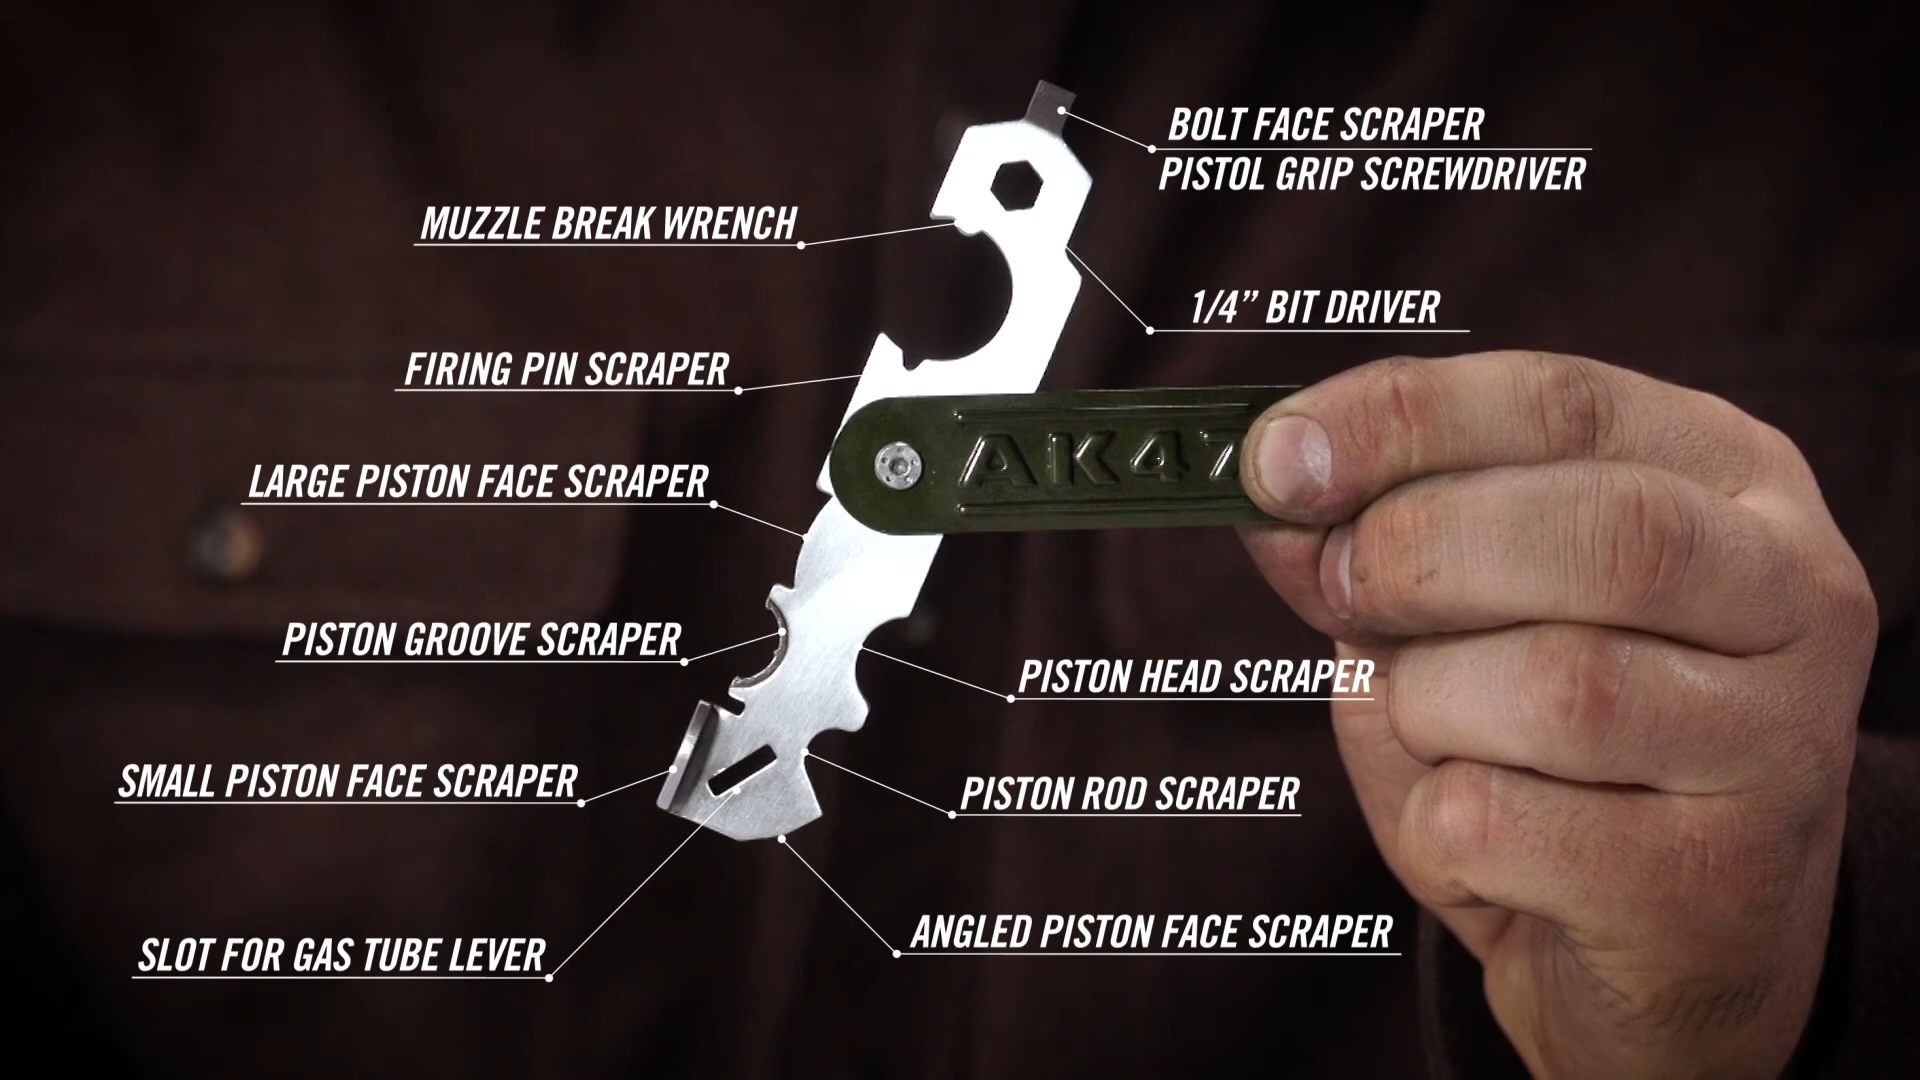 BOLT FACE SCRAPER
PISTOL GRIP SCREWDRIVER
MUZZLE BREAK WRENCH
1/4” BIT DRIVER
FIRING PIN SCRAPER
AK47
LARGE PISTON FACE SCRAPER
PISTON GROOVE SCRAPER
PISTON HEAD SCRAPER
SMALL PISTON FACE SCRAPER
PISTON ROD SCRAPER
ANGLED PISTON FACE SCRAPER
SLOT FOR GAS TUBE LEVER